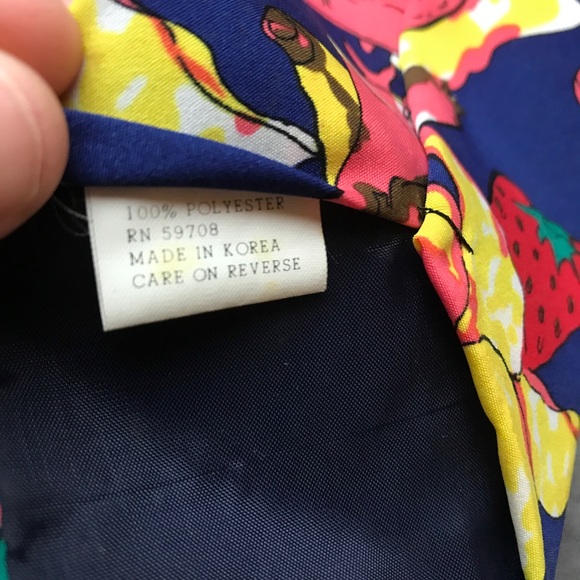 100% POLYESTER
RN 59708
MADE IN KOREA
CARE ON REVERSE